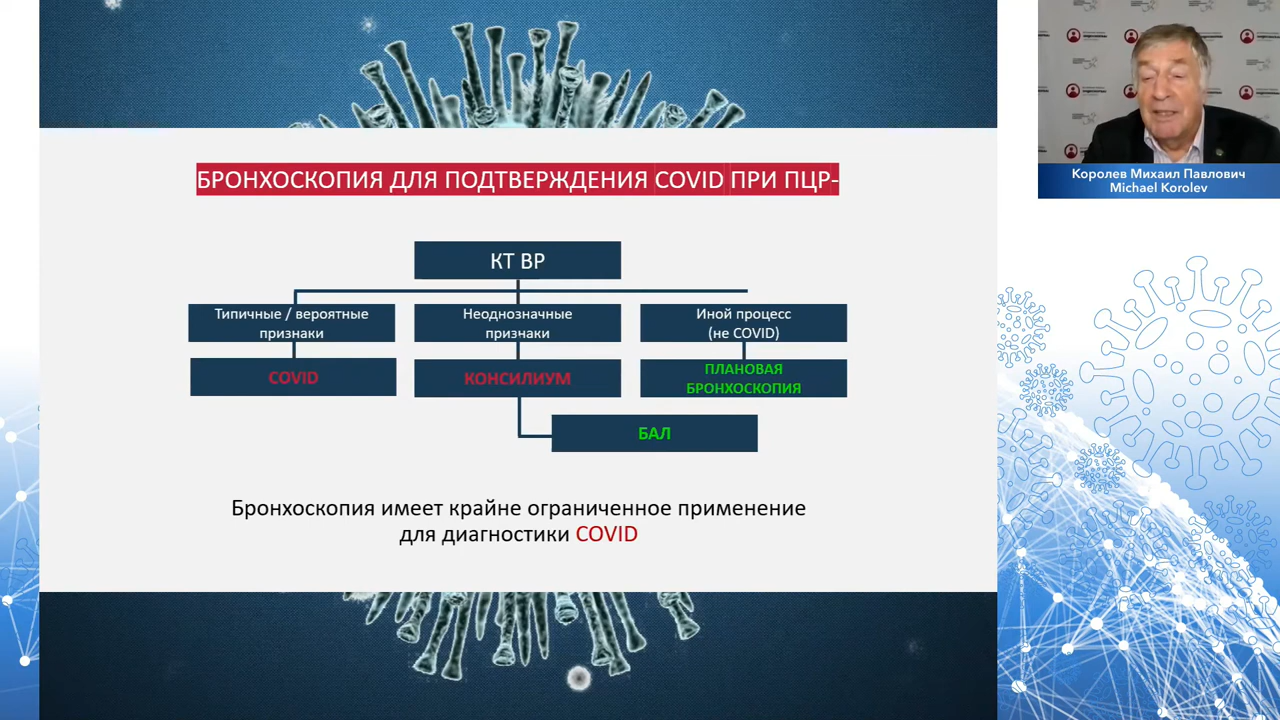 БРОНХОСКОПИЯ ДЛЯ ПОДТВЕРЖДЕНИЯ COVID ПРИ ПЦР-
КТ ВР
Типичные / вероятные
признаки
Неоднозначные
признаки
Иной процесс
(не COVID)
COVID
КОНСИЛИУМ
ПЛАНОВАЯ
БРОНХОСКОПИЯ
БАЛ
Бронхоскопия имеет крайне ограниченное применение
для диагностики COVID
Королев Михаил Павлович
Michael Korolev